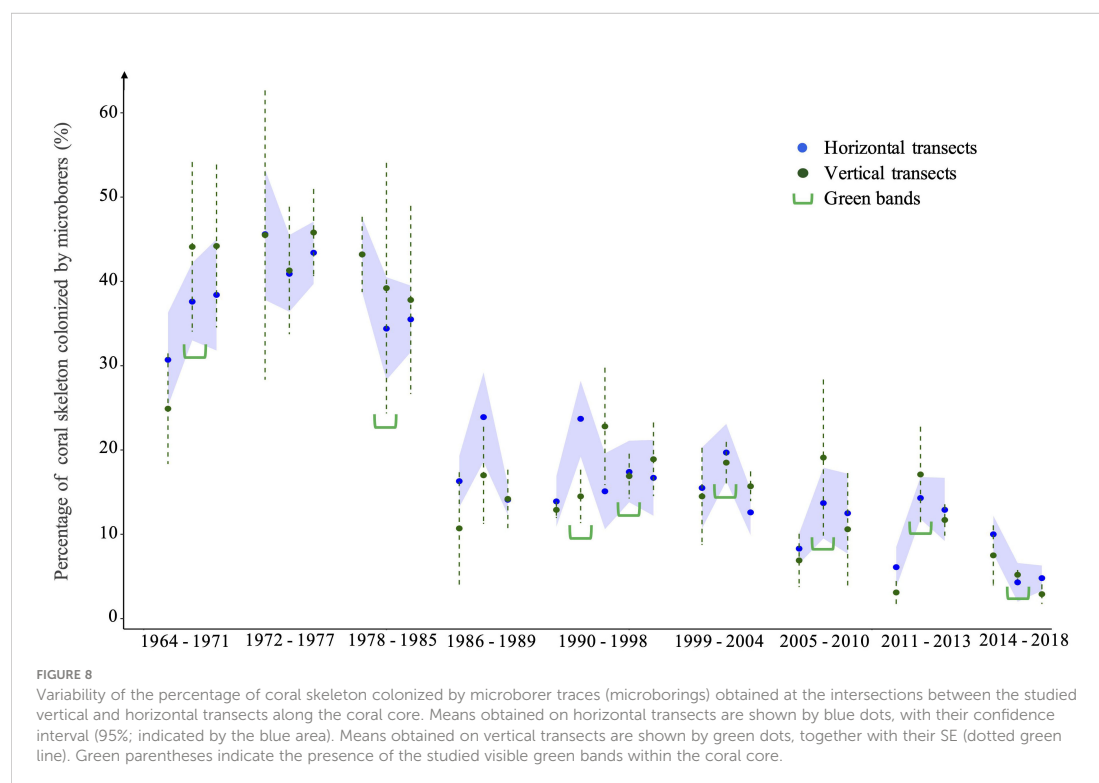 Percentage of coral skeleton colonized by microborers (%)
60
50
40
30
20
10
0
Horizontal transects
Vertical transects
Green bands
1964 - 1971 1972 - 1977 1978 - 1985 1986 - 1989 1990 - 1998 1999 - 2004 2005 - 2010 2011 - 2013 2014 - 2018
FIGURE 8
Variability of the percentage of coral skeleton colonized by microborer traces (microborings) obtained at the intersections between the studied
vertical and horizontal transects along the coral core. Means obtained on horizontal transects are shown by blue dots, with their confidence
interval (95%; indicated by the blue area). Means obtained on vertical transects are shown by green dots, together with their SE (dotted green
line). Green parentheses indicate the presence of the studied visible green bands within the coral core.